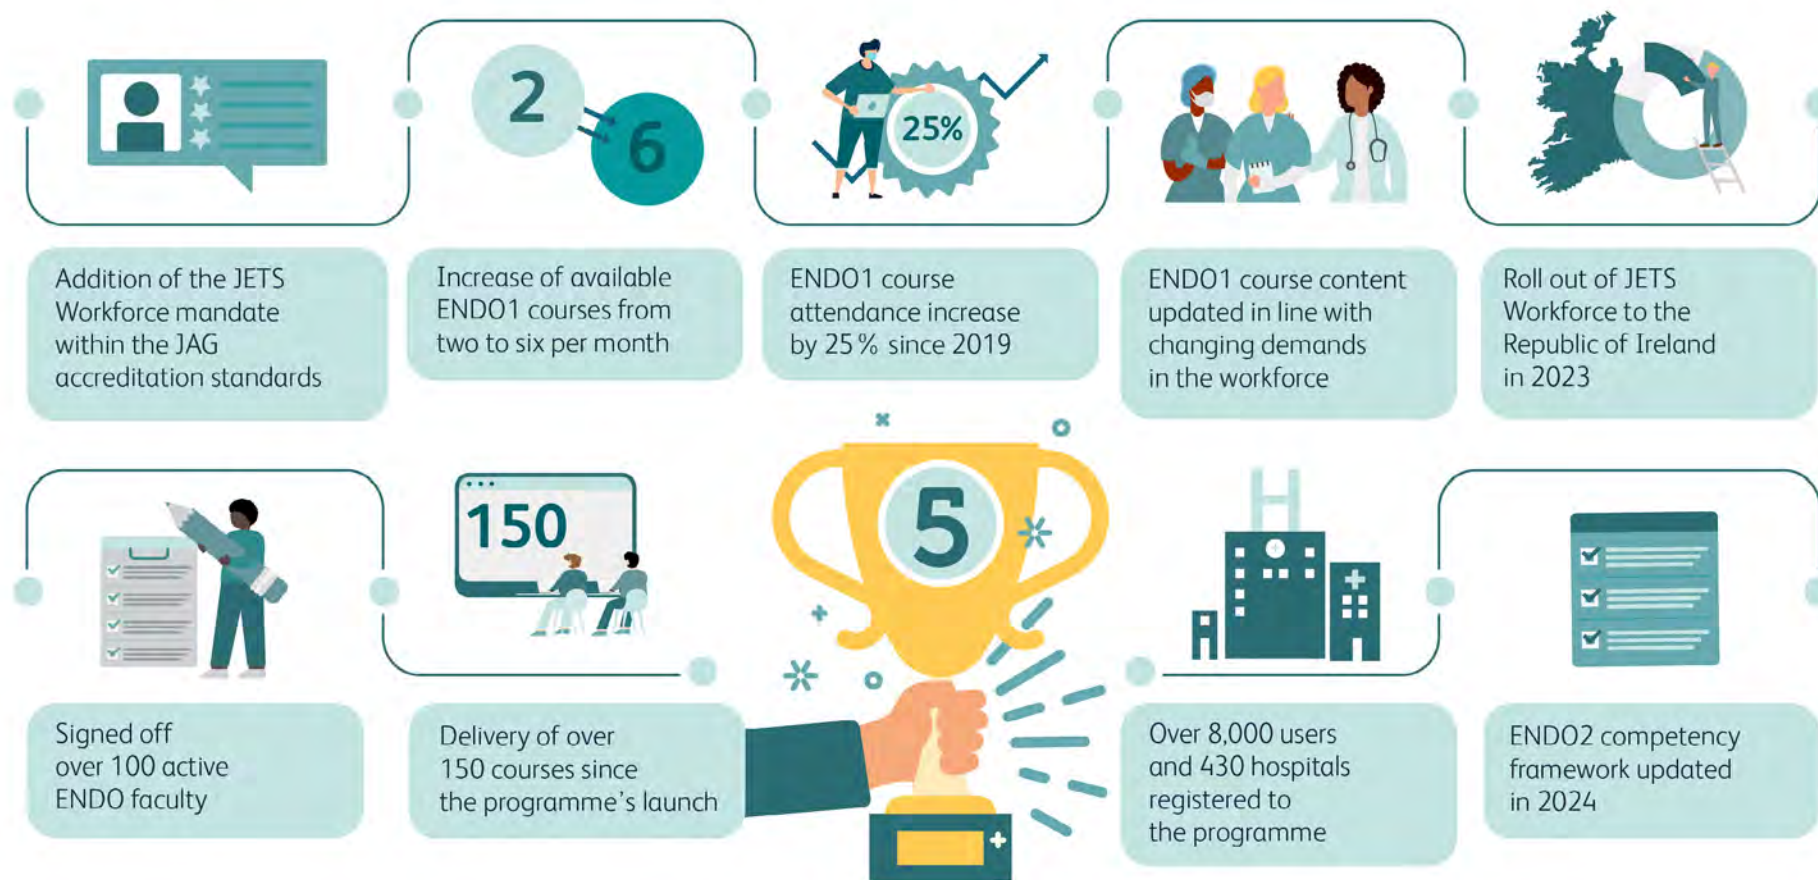 2
6
25%
Addition of the JETS
Workforce mandate
within the JAG
accreditation standards
Increase of available
ENDO1 courses from
two to six per month
ENDO1 course
attendance increase
by 25% since 2019
ENDO1 course content
updated in line with
changing demands
in the workforce
Roll out of JETS
Workforce to the
Republic of Ireland
in 2023
150
5
H
Signed off
over 100 active
ENDO faculty
Delivery of over
150 courses since
the programme's launch
Over 8,000 users
and 430 hospitals
registered to
the programme
ENDO2 competency
framework updated
in 2024